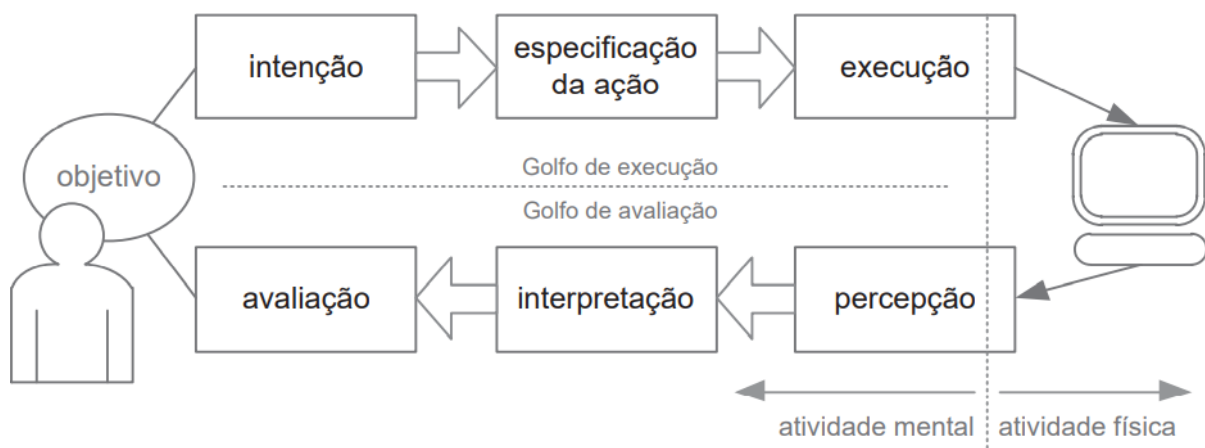 intenção
especificação
da ação
execução
objetivo
Golfo de execução
Golfo de avaliação
avaliação
interpretação
percepção
atividade mental
atividade física